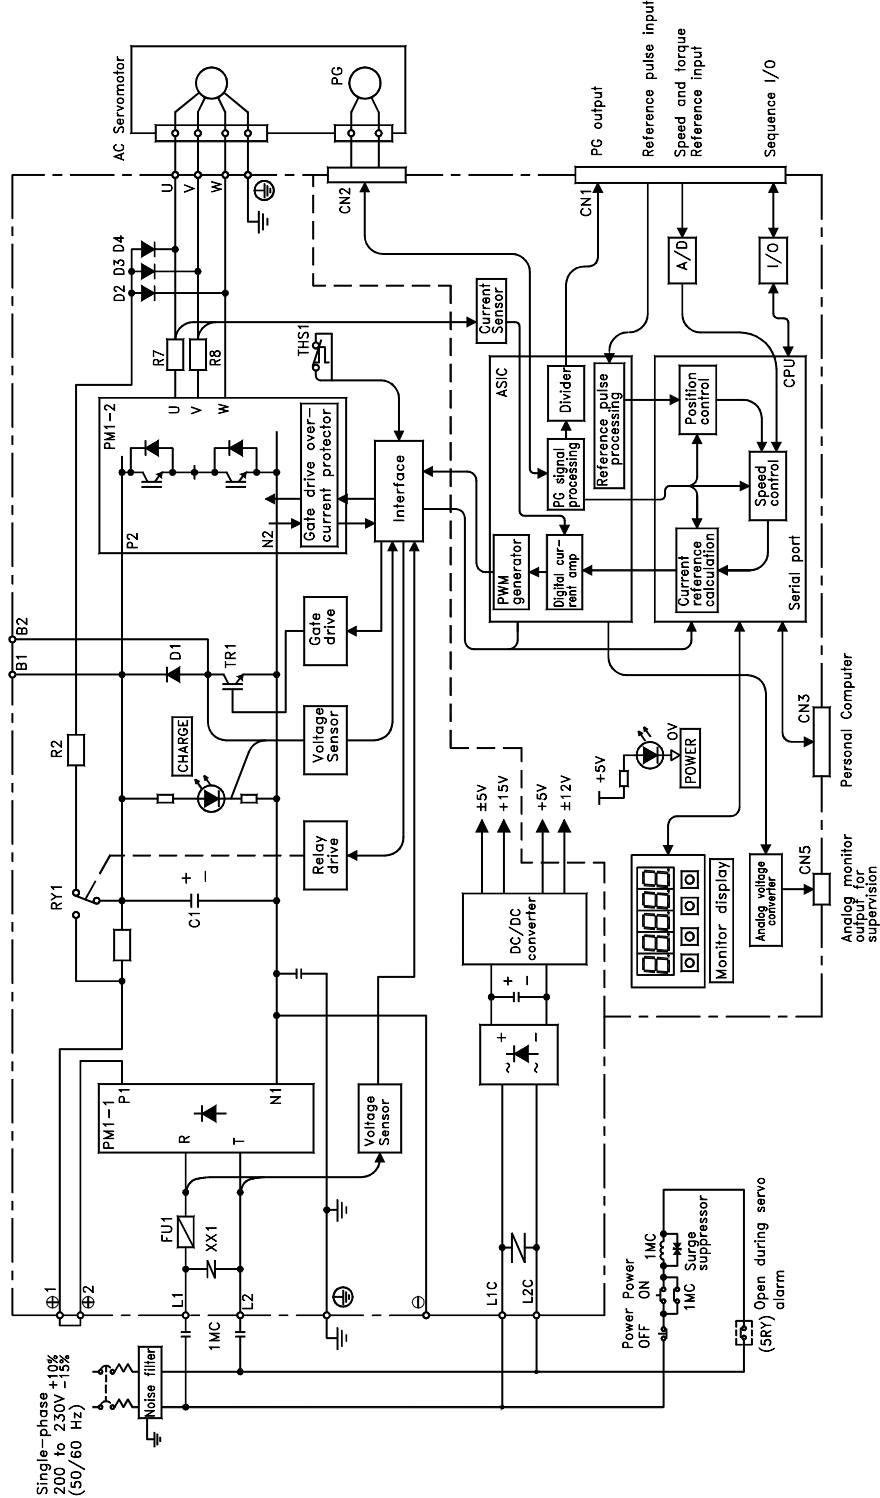 Single-phase
200 to 230V +10%
-15%
(50/60 Hz)
Noise filter
1MC
L1
L2
FU1
XX1
⊕1
⊕2
⊖
PM1-1
P1
N1
R
T
Voltage
Sensor
RY1
R2
C1
+
−
Relay
drive
CHARGE
Voltage
Sensor
B1
B2
D1
TR1
Gate
drive
PM1-2
P2
N2
U
V
W
Gate drive over-
current protector
Interface
THS1
R7
R8
D2
D3
D4
U
V
W
AC Servomotor
PG
CN2
Current
Sensor
L1C
L2C
+
−
~
~
+
−
DC/DC
converter
±5V
+15V
+5V
±12V
ASIC
PWM
generator
Digital cur-
rent amp
PG signal
processing
Divider
Reference pulse
processing
CPU
Position
control
Speed
control
Current
reference
calculation
Serial port
A/D
I/O
CN1
PG output
Reference pulse input
Speed and torque
Reference input
Sequence I/O
+5V
0V
POWER
Monitor display
Analog voltage
converter
CN5
CN3
Analog monitor
output for
supervision
Personal Computer
Power
OFF
Power
ON
1MC
1MC
Surge
suppressor
(5RY)
Open during servo
alarm